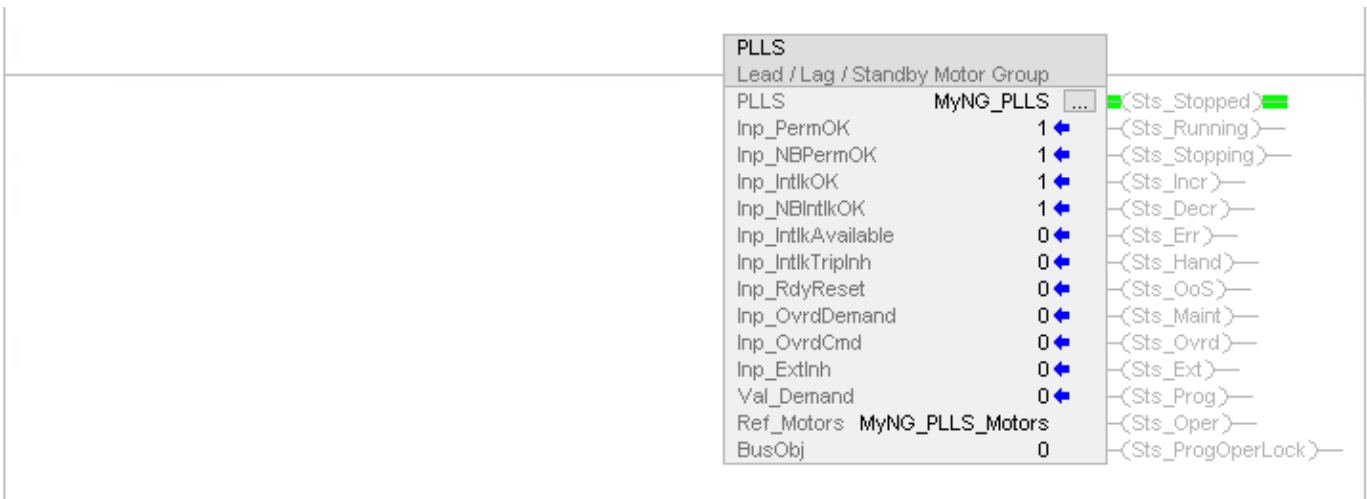 PLLS
Lead / Lag / Standby Motor Group
PLLS MyNG_PLLS ... (Sts_Stopped)
Inp_PermOK 1 (Sts_Running)
Inp_NBPermOK 1 (Sts_Stopping)
Inp_IntlkOK 1 (Sts_Incr)
Inp_NBIntlkOK 1 (Sts_Decr)
Inp_IntlkAvailable 0 (Sts_Err)
Inp_IntlkTripInh 0 (Sts_Hand)
Inp_RdyReset 0 (Sts_OoS)
Inp_OvrdDemand 0 (Sts_Maint)
Inp_OvrdCmd 0 (Sts_Ovrd)
Inp_ExtInh 0 (Sts_Ext)
Val_Demand 0 (Sts_Prog)
Ref_Motors MyNG_PLLS_Motors (Sts_Oper)
BusObj 0 (Sts_ProgOperLock)